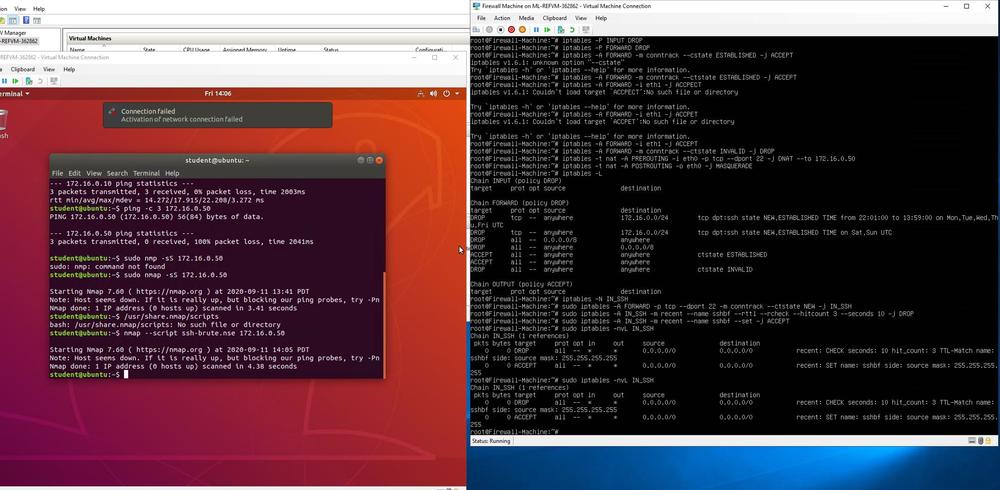 ion View Help
V Manager
-REFVM-362862
Virtual Machines
Name State CPU Usage Assigned Memory Uptime Status Configurati...
REFVM-362862 - Virtual Machine Connection
a Clipboard View Help
erminal
Fri 14:06
Connection failed
Activation of network connection failed
ash
student@ubuntu: ~
File Edit View Search Terminal Help
--- 172.16.0.10 ping statistics ---
3 packets transmitted, 3 received, 0% packet loss, time 2003ms
rtt min/avg/max/mdev = 14.272/17.915/22.208/3.272 ms
student@ubuntu:~$ ping -c 3 172.16.0.50
PING 172.16.0.50 (172.16.0.50) 56(84) bytes of data.
--- 172.16.0.50 ping statistics ---
3 packets transmitted, 0 received, 100% packet loss, time 2041ms
student@ubuntu:~$ sudo nmp -sS 172.16.0.50
sudo: nmp: command not found
student@ubuntu:~$ sudo nmap -sS 172.16.0.50
Starting Nmap 7.60 ( https://nmap.org ) at 2020-09-11 13:41 PDT
Note: Host seems down. If it is really up, but blocking our ping probes, try -Pn
Nmap done: 1 IP address (0 hosts up) scanned in 3.41 seconds
student@ubuntu:~$ /usr/share.nmap/scripts
bash: /usr/share.nmap/scripts: No such file or directory
student@ubuntu:~$ nmap --script ssh-brute.nse 172.16.0.50
Starting Nmap 7.60 ( https://nmap.org ) at 2020-09-11 14:05 PDT
Note: Host seems down. If it is really up, but blocking our ping probes, try -Pn
Nmap done: 1 IP address (0 hosts up) scanned in 4.38 seconds
student@ubuntu:~$
Firewall Machine on ML-REFVM-362862 - Virtual Machine Connection
File Action Media Clipboard View Help
root@Firewall-Machine:~# iptables -P INPUT DROP
root@Firewall-Machine:~# iptables -P FORWARD DROP
root@Firewall-Machine:~# iptables -A FORWARD -m conntrack --cstate ESTABLISHED -j ACCEPT
iptables v1.6.1: unknown option "--cstate"
Try `iptables -h' or 'iptables --help' for more information.
root@Firewall-Machine:~# iptables -A FORWARD -m conntrack --ctstate ESTABLISHED -j ACCEPT
root@Firewall-Machine:~# iptables -A FORWARD -i eth1 -j ACCPECT
iptables v1.6.1: Couldn't load target `ACCPECT':No such file or directory
Try `iptables -h' or 'iptables --help' for more information.
root@Firewall-Machine:~# iptables -A FORWARD -i eth1 -j ACCPET
iptables v1.6.1: Couldn't load target `ACCPET':No such file or directory
Try `iptables -h' or 'iptables --help' for more information.
root@Firewall-Machine:~# iptables -A FORWARD -i eth1 -j ACCEPT
root@Firewall-Machine:~# iptables -A FORWARD -m conntrack --ctstate INVALID -j DROP
root@Firewall-Machine:~# iptables -t nat -A PREROUTING -i eth0 -p tcp --dport 22 -j DNAT --to 172.16.0.50
root@Firewall-Machine:~# iptables -t nat -A POSTROUTING -o eth0 -j MASQUERADE
root@Firewall-Machine:~# iptables -L
Chain INPUT (policy DROP)
target prot opt source destination
Chain FORWARD (policy DROP)
target prot opt source destination
DROP tcp -- anywhere 172.16.0.0/24 tcp dpt:ssh state NEW,ESTABLISHED TIME from 22:01:00 to 13:59:00 on Mon,Tue,Wed,Th
u,Fri UTC
DROP tcp -- anywhere 172.16.0.0/24 tcp dpt:ssh state NEW,ESTABLISHED TIME on Sat,Sun UTC
DROP all -- 0.0.0.0/8 anywhere
DROP all -- anywhere 0.0.0.0/8
ACCEPT all -- anywhere anywhere ctstate ESTABLISHED
ACCEPT all -- anywhere anywhere
DROP all -- anywhere anywhere ctstate INVALID
Chain OUTPUT (policy ACCEPT)
target prot opt source destination
root@Firewall-Machine:~# iptables -N IN_SSH
root@Firewall-Machine:~# sudo iptables -A FORWARD -p tcp --dport 22 -m conntrack --ctstate NEW -j IN_SSH
root@Firewall-Machine:~# sudo iptables -A IN_SSH -m recent --name sshbf --rttl --rcheck --hitcount 3 --seconds 10 -j DROP
root@Firewall-Machine:~# sudo iptables -A IN_SSH -m recent --name sshbf --set -j ACCEPT
root@Firewall-Machine:~# sudo iptables -nvL IN_SSH
Chain IN_SSH (1 references)
pkts bytes target prot opt in out source destination
0 0 DROP all -- * * 0.0.0.0/0 0.0.0.0/0 recent: CHECK seconds: 10 hit_count: 3 TTL-Match name:
sshbf side: source mask: 255.255.255.255
0 0 ACCEPT all -- * * 0.0.0.0/0 0.0.0.0/0 recent: SET name: sshbf side: source mask: 255.255.255.
255
root@Firewall-Machine:~# sudo iptables -nvL IN_SSH
Chain IN_SSH (1 references)
pkts bytes target prot opt in out source destination
0 0 DROP all -- * * 0.0.0.0/0 0.0.0.0/0 recent: CHECK seconds: 10 hit_count: 3 TTL-Match name:
sshbf side: source mask: 255.255.255.255
0 0 ACCEPT all -- * * 0.0.0.0/0 0.0.0.0/0 recent: SET name: sshbf side: source mask: 255.255.255.
255
root@Firewall-Machine:~#
Status: Running